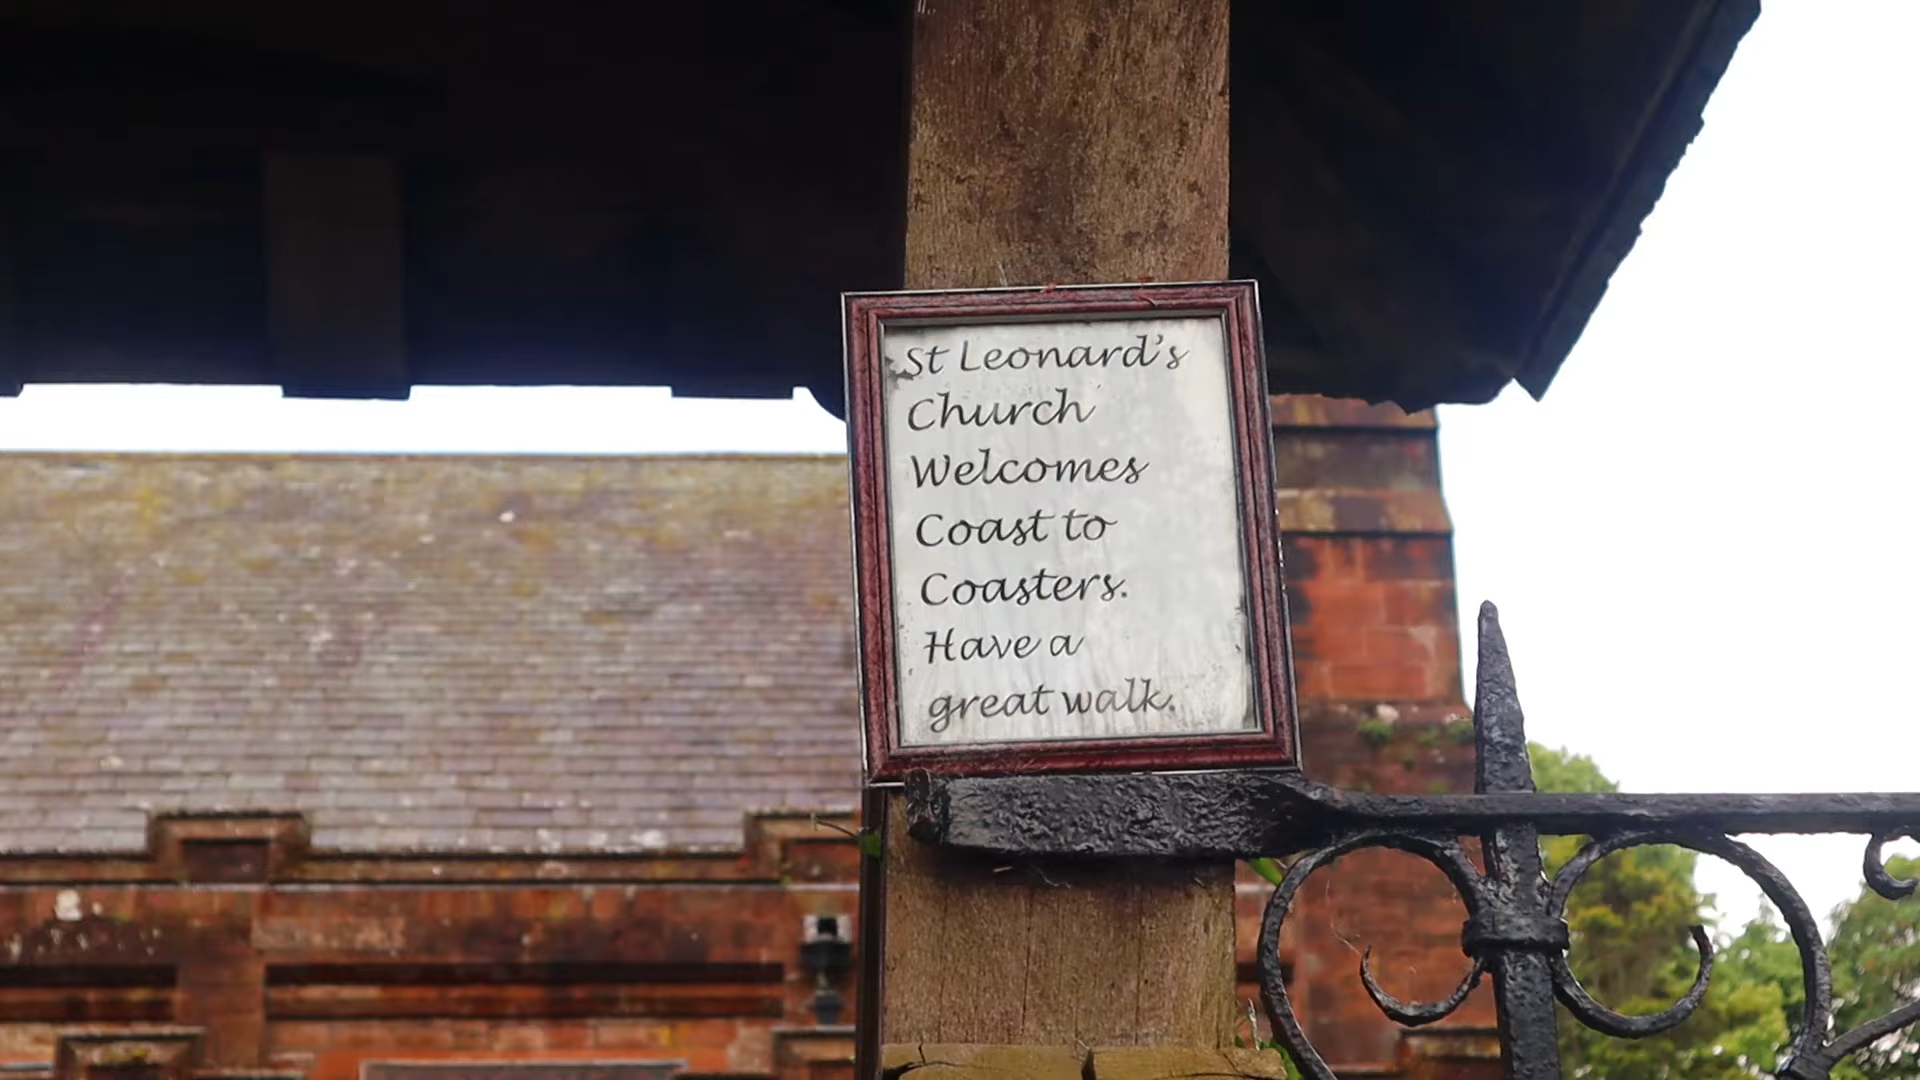 St Leonard's
Church
Welcomes
Coast to
Coasters.
Have a
great walk.